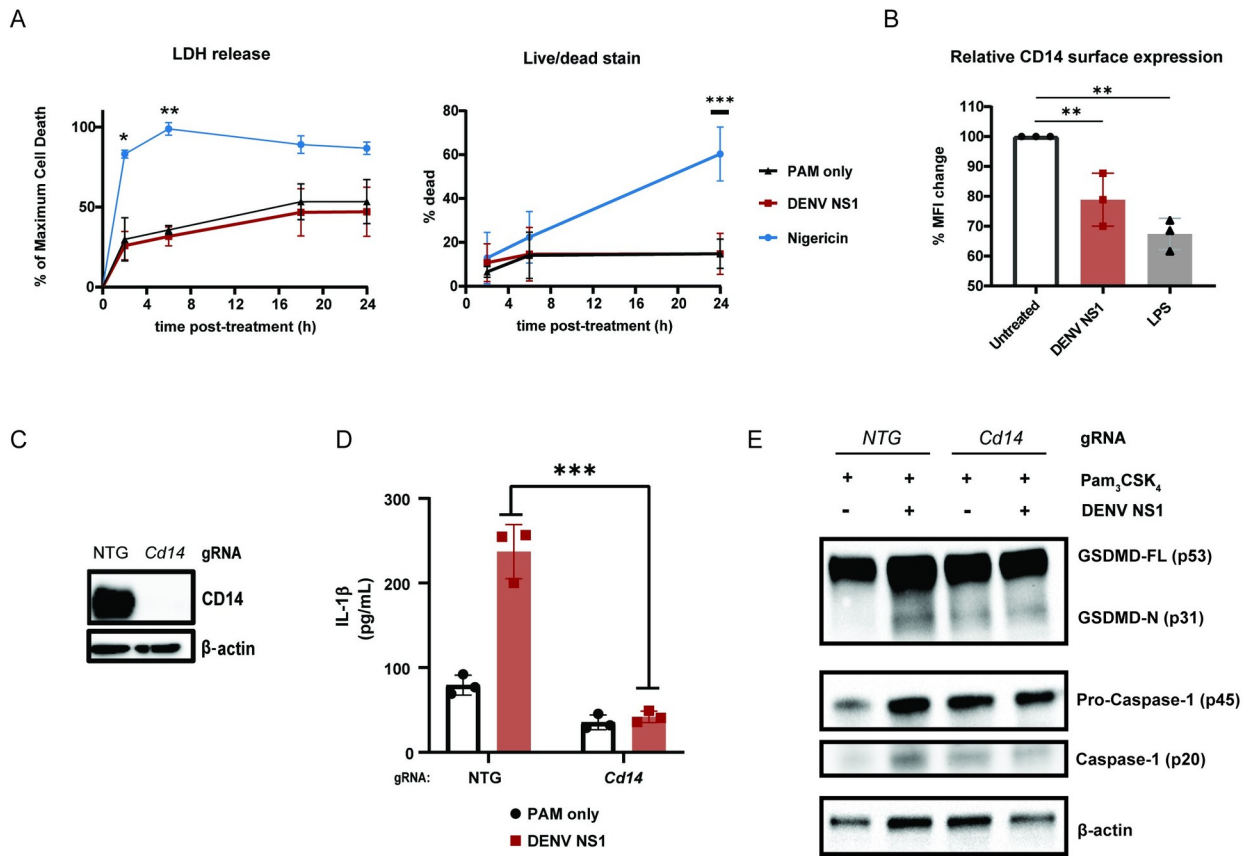 A
LDH release
% of Maximum Cell Death
100
50
0
0 4 8 12 16 20 24
time post-treatment (h)
* **
Live/dead stain
% dead
80
60
40
20
0
0 4 8 12 16 20 24
time post-treatment (h)
***
PAM only
DENV NS1
Nigericin
B
Relative CD14 surface expression
% MFI change
110
100
90
80
70
60
50
**
**
Untreated
DENV NS1
LPS
C
NTG Cd14 gRNA
CD14
β-actin
D
***
IL-1β
(pg/mL)
300
200
100
0
gRNA: NTG Cd14
PAM only
DENV NS1
E
NTG Cd14 gRNA
+ + + + Pam₃CSK₄
- + - + DENV NS1
GSDMD-FL (p53)
GSDMD-N (p31)
Pro-Caspase-1 (p45)
Caspase-1 (p20)
β-actin